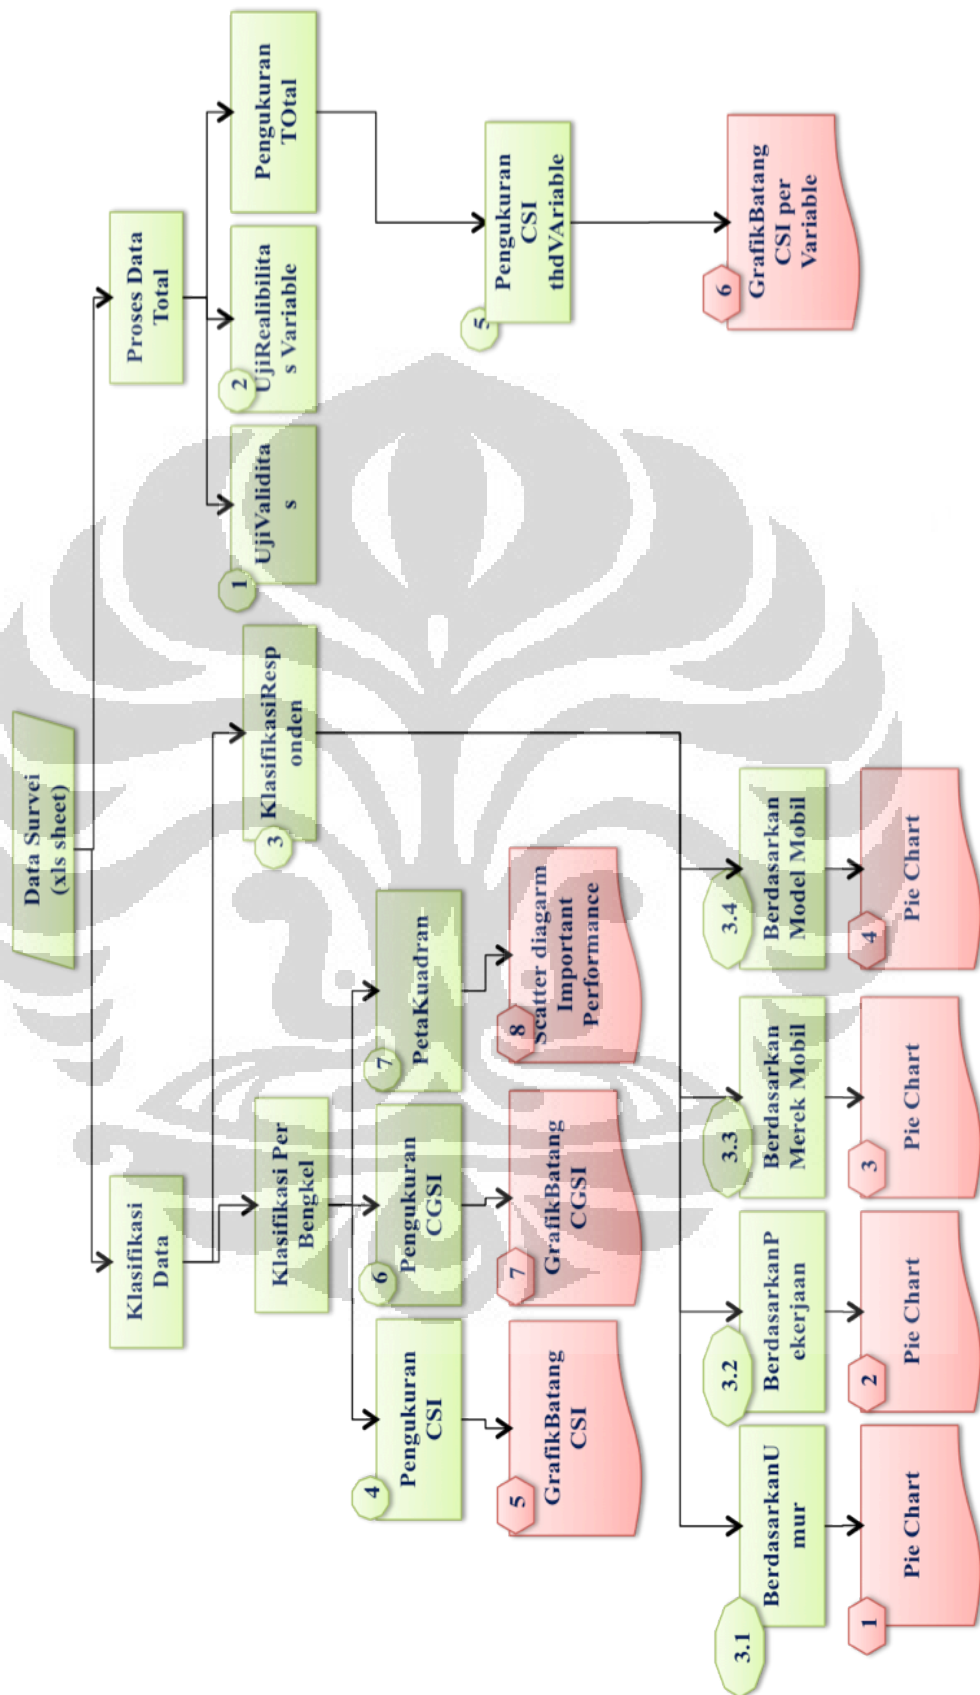 Data Survei
(xls sheet)
Klasifikasi
Data
Proses Data
Total
Klasifikasi Per
Bengkel
3
KlasifikasiResp
onden
1
UjiValidita
s
2
UjiRealibilita
s Variable
Pengukuran
TOtal
4
Pengukuran
CSI
6
Pengukuran
CGSI
7
PetaKuadran
5
Pengukuran
CSI
thdVAriable
5
GrafikBatang
CSI
7
GrafikBatang
CGSI
8
Scatter diagarm
Important
Performance
6
GrafikBatang
CSI per
Variable
3.1
BerdasarkanU
mur
3.2
BerdasarkanP
ekerjaan
3.3
Berdasarkan
Merek Mobil
3.4
Berdasarkan
Model Mobil
1
Pie Chart
2
Pie Chart
3
Pie Chart
4
Pie Chart